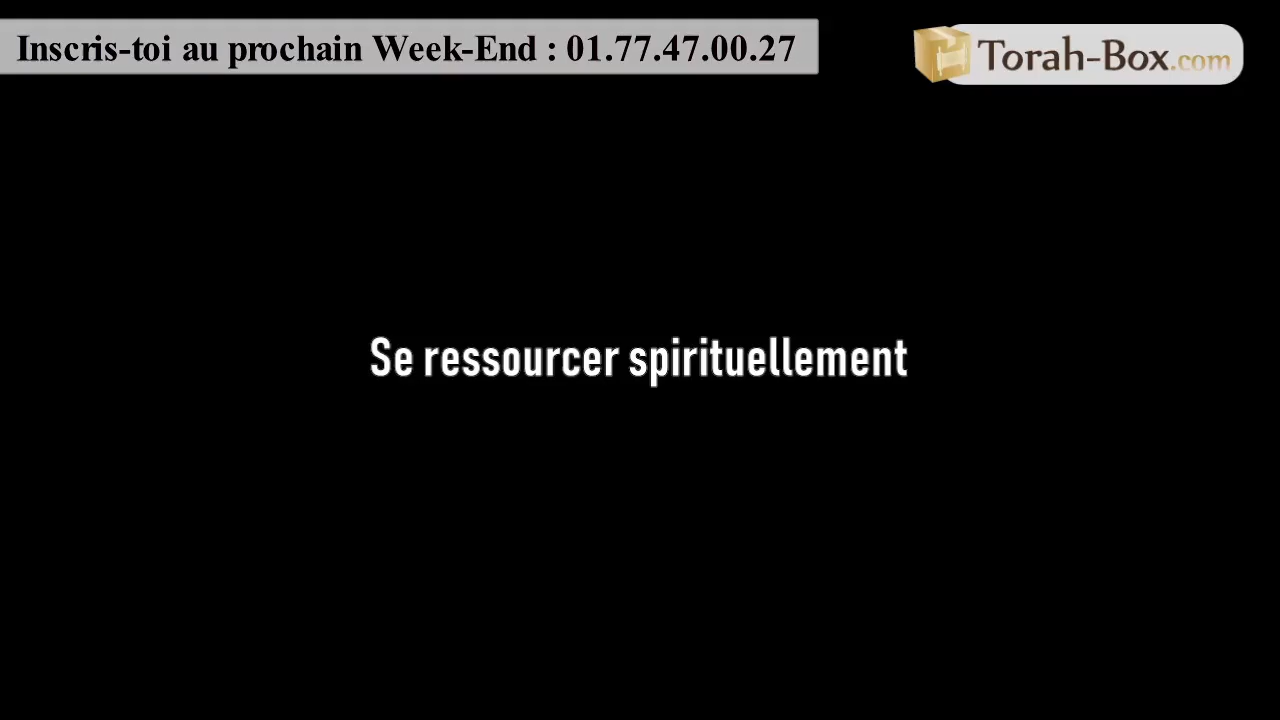 Inscris-toi au prochain Week-End : 01.77.47.00.27
Torah-Box.com
Se ressourcer spirituellement